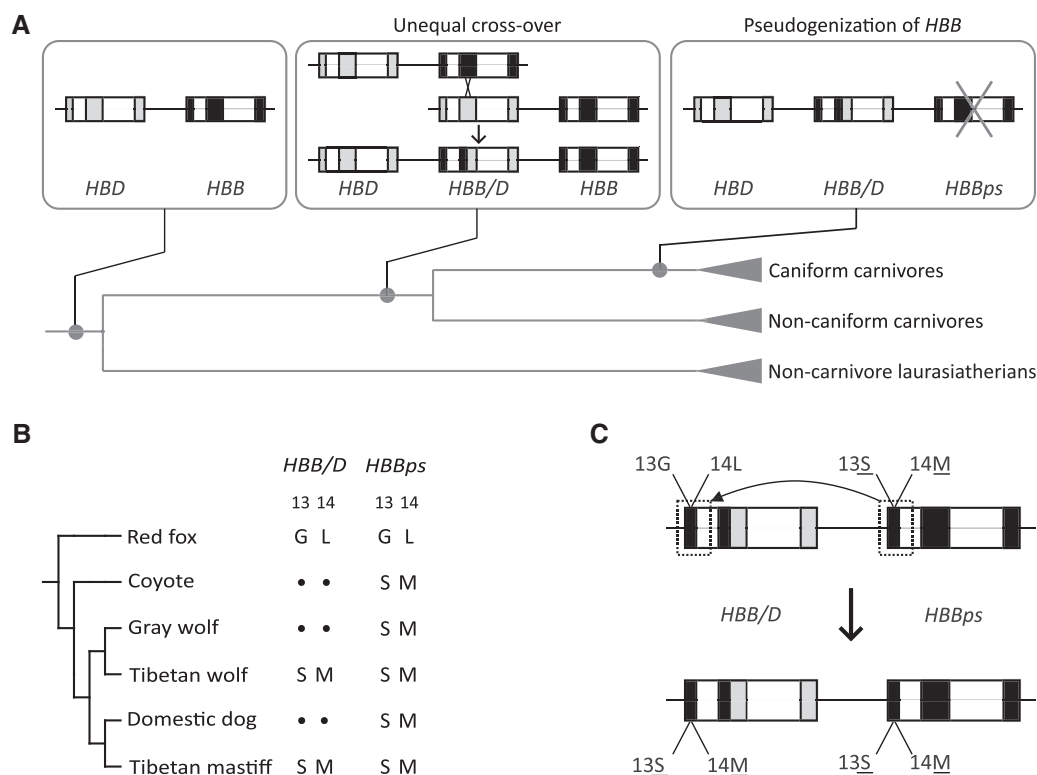 A
Unequal cross-over
Pseudogenization of HBB
HBD HBB
HBD HBB/D HBB
HBD HBB/D HBBps
Caniform carnivores
Non-caniform carnivores
Non-carnivore laurasiatherians
B
HBB/D HBBps
13 14 13 14
Red fox G L G L
Coyote • • S M
Gray wolf • • S M
Tibetan wolf S M S M
Domestic dog • • S M
Tibetan mastiff S M S M
C
13G 14L 13S 14M
HBB/D HBBps
13S 14M 13S 14M